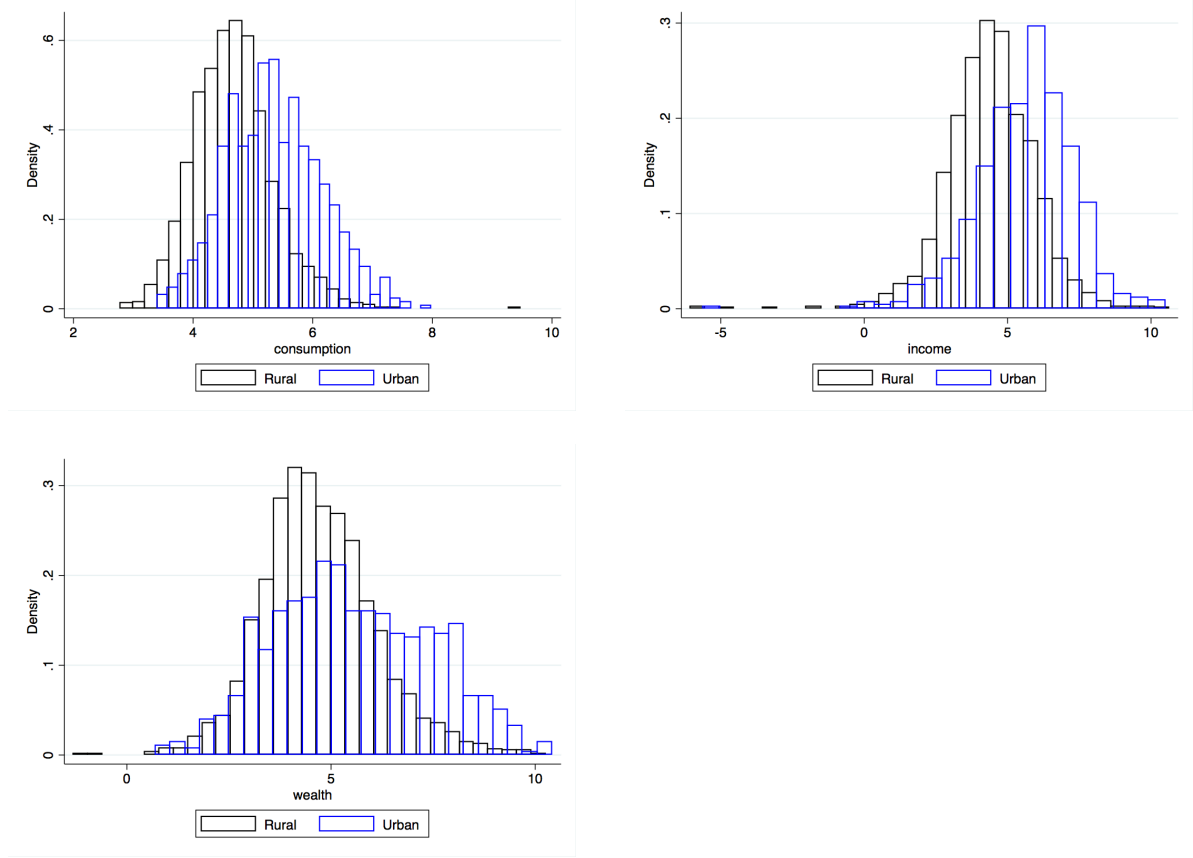 Density
0 .2 .4 .6
2 4 6 8 10
consumption
Rural Urban
Density
0 .1 .2 .3
-5 0 5 10
income
Rural Urban
Density
0 .1 .2 .3
0 5 10
wealth
Rural Urban